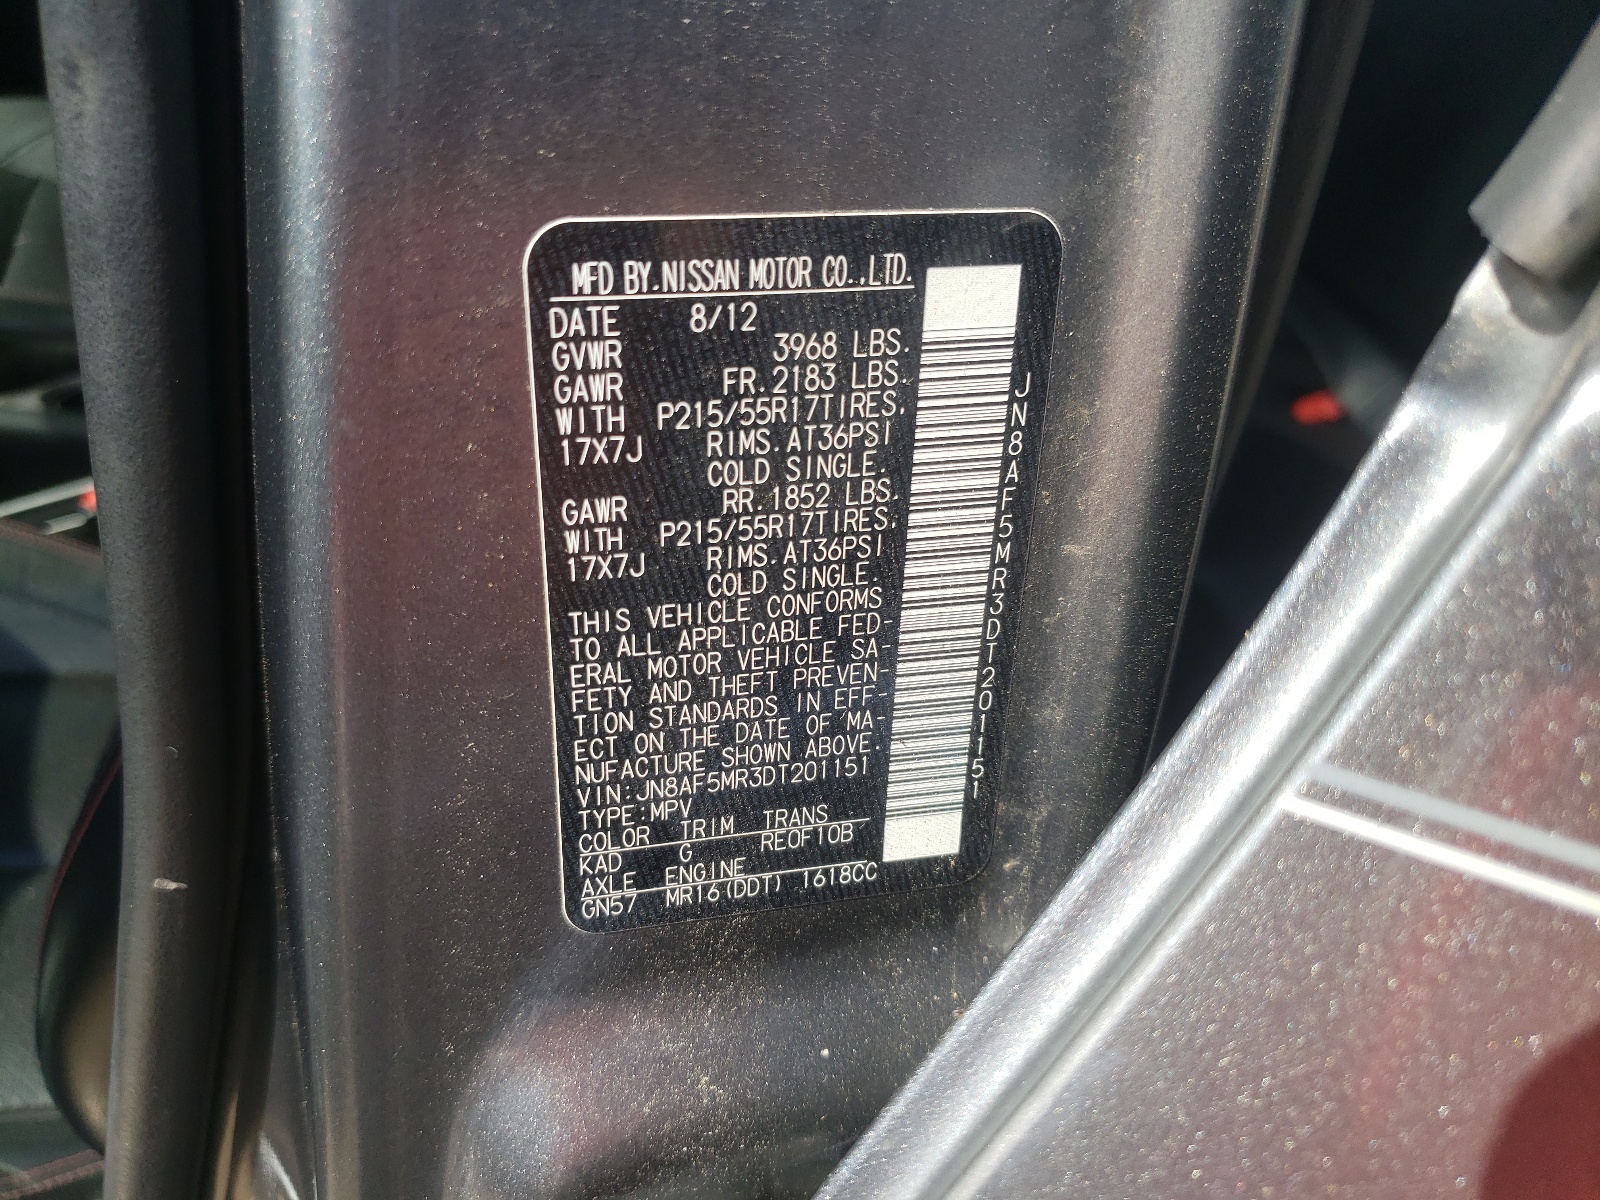 MFD BY.NISSAN MOTOR CO.,LTD.
DATE 8/12
GVWR 3968 LBS.
GAWR FR.2183 LBS.
WITH P215/55R17TIRES.
17X7J RIMS.AT36PSI
COLD SINGLE.
GAWR RR.1852 LBS.
WITH P215/55R17TIRES.
17X7J RIMS.AT36PSI
COLD SINGLE.
THIS VEHICLE CONFORMS
TO ALL APPLICABLE FED-
ERAL MOTOR VEHICLE SA-
FETY AND THEFT PREVEN-
TION STANDARDS IN EFF-
ECT ON THE DATE OF MA-
NUFACTURE SHOWN ABOVE.
VIN:JN8AF5MR3DT201151
TYPE:MPV
COLOR TRIM TRANS
KAD G RE0F10B
AXLE ENGINE
GN57 MR16(DDT) 1618CC
JN8AF5MR3DT201151